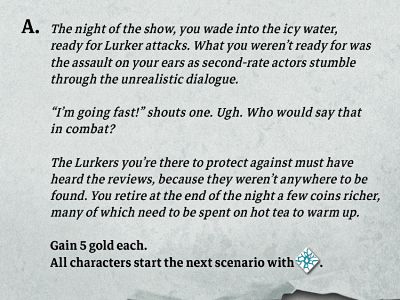 A. The night of the show, you wade into the icy water,
ready for Lurker attacks. What you weren’t ready for was
the assault on your ears as second-rate actors stumble
through the unrealistic dialogue.
“I’m going fast!” shouts one. Ugh. Who would say that
in combat?
The Lurkers you’re there to protect against must have
heard the reviews, because they weren’t anywhere to be
found. You retire at the end of the night a few coins richer,
many of which need to be spent on hot tea to warm up.
Gain 5 gold each.
All characters start the next scenario with .